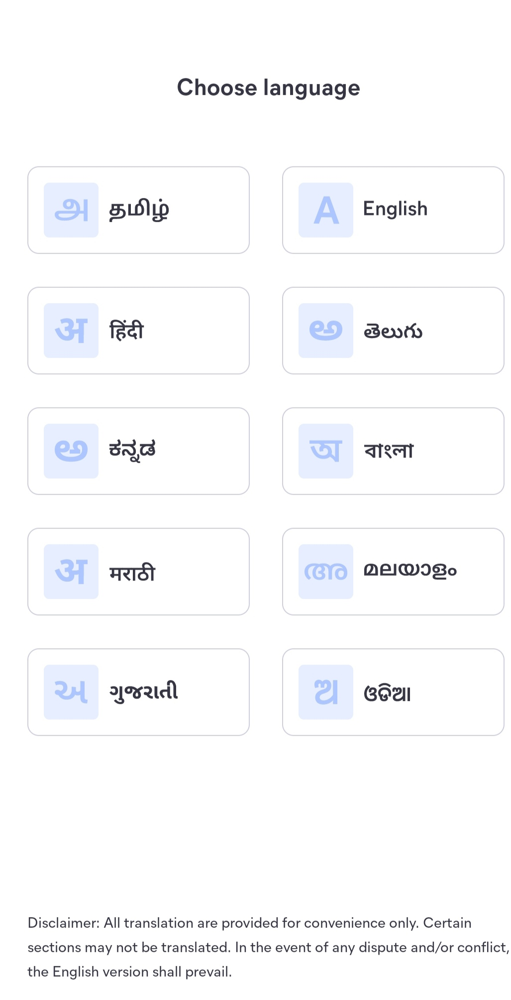 Choose language
அ தமிழ்
A English
अ हिंदी
అ తెలుగు
ಅ ಕನ್ನಡ
অ বাংলা
अ मराठी
അ മലയാളം
અ ગુજરાતી
ଅ ଓଡିଆ
Disclaimer: All translation are provided for convenience only. Certain
sections may not be translated. In the event of any dispute and/or conflict,
the English version shall prevail.